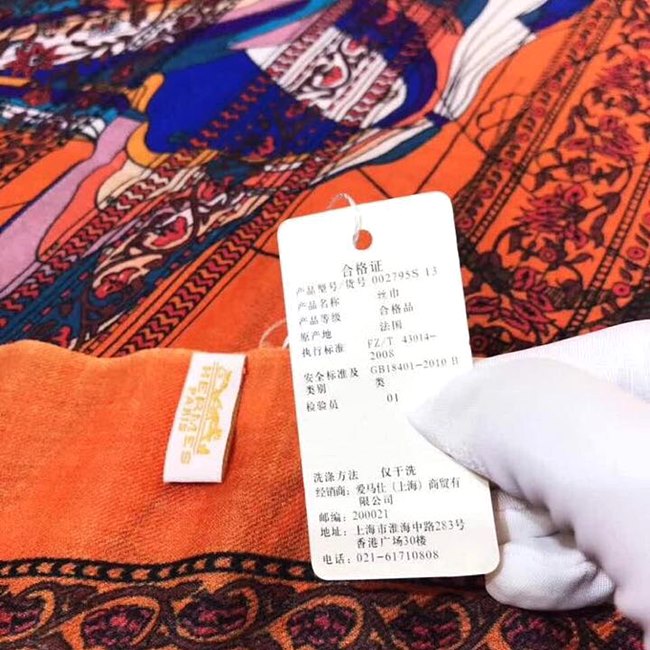 合格证
产品型号/货号 002795S 13
产品名称 丝巾
产品等级 合格品
原产地 法国
执行标准 FZ/T 43014-
2008
安全标准及 GB18401-2010 B
类别 类
检验员 01
洗涤方法 仅干洗
经销商: 爱马仕 (上海) 商贸有
限公司
邮编: 200021
地址: 上海市淮海中路283号
香港广场30楼
电话: 021-61710808
HERMES
PARIS